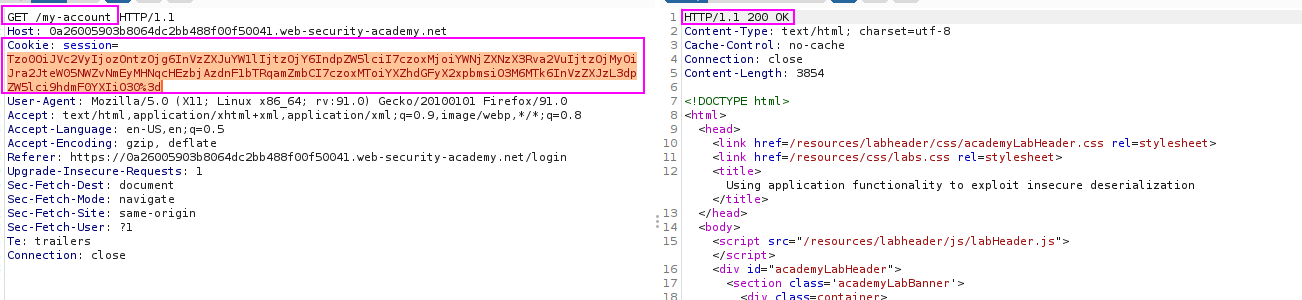 GET /my-account HTTP/1.1
Host: 0a26005903b8064dc2bb488f00f50041.web-security-academy.net
Cookie: session=
Tzo0OiJVc2VyIjozOntzOjg6InVzZXJuYW1lIjtzOjY6IndpZW5lciI7czoxMjoiYWNjZXNzX3Rva2VuIjtzOjMyOi
Jra2JteW05NWZvNmEyMHNqcHEzbjAzdnF1bTRqamZmbCI7czoxMToiYXZhdGFyX2xpbmsiO3M6MTk6InVzZXJzL3dp
ZW5lci9hdmF0YXIiO30%3d
User-Agent: Mozilla/5.0 (X11; Linux x86_64; rv:91.0) Gecko/20100101 Firefox/91.0
Accept: text/html,application/xhtml+xml,application/xml;q=0.9,image/webp,*/*;q=0.8
Accept-Language: en-US,en;q=0.5
Accept-Encoding: gzip, deflate
Referer: https://0a26005903b8064dc2bb488f00f50041.web-security-academy.net/login
Upgrade-Insecure-Requests: 1
Sec-Fetch-Dest: document
Sec-Fetch-Mode: navigate
Sec-Fetch-Site: same-origin
Sec-Fetch-User: ?1
Te: trailers
Connection: close
1 HTTP/1.1 200 OK
2 Content-Type: text/html; charset=utf-8
3 Cache-Control: no-cache
4 Connection: close
5 Content-Length: 3854
6
7 <!DOCTYPE html>
8 <html>
9 <head>
10 <link href=/resources/labheader/css/academyLabHeader.css rel=stylesheet>
11 <link href=/resources/css/labs.css rel=stylesheet>
12 <title>
Using application functionality to exploit insecure deserialization
</title>
13 </head>
14 <body>
15 <script src="/resources/labheader/js/labHeader.js">
</script>
16 <div id="academyLabHeader">
17 <section class='academyLabBanner'>
18 <div class=container>